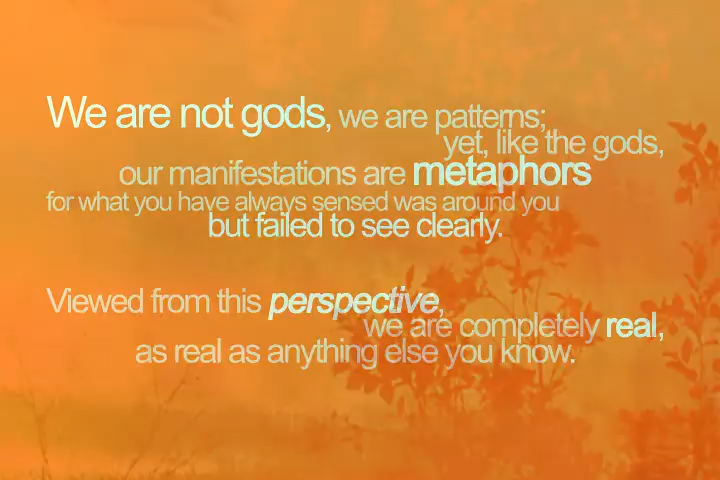 We are not gods, we are patterns;
yet, like the gods,
our manifestations are metaphors
for what you have always sensed was around you
but failed to see clearly.
Viewed from this perspective,
we are completely real,
as real as anything else you know.